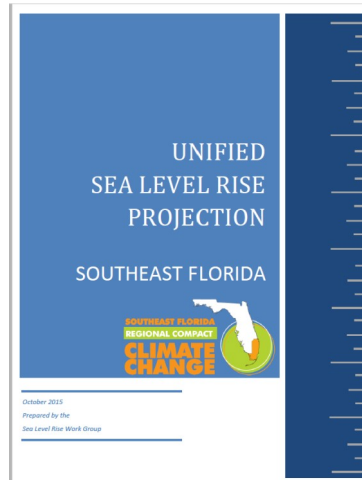 UNIFIED
SEA LEVEL RISE
PROJECTION
SOUTHEAST FLORIDA
SOUTHEAST FLORIDA
REGIONAL COMPACT
CLIMATE
CHANGE
October 2015
Prepared by the
Sea Level Rise Work Group